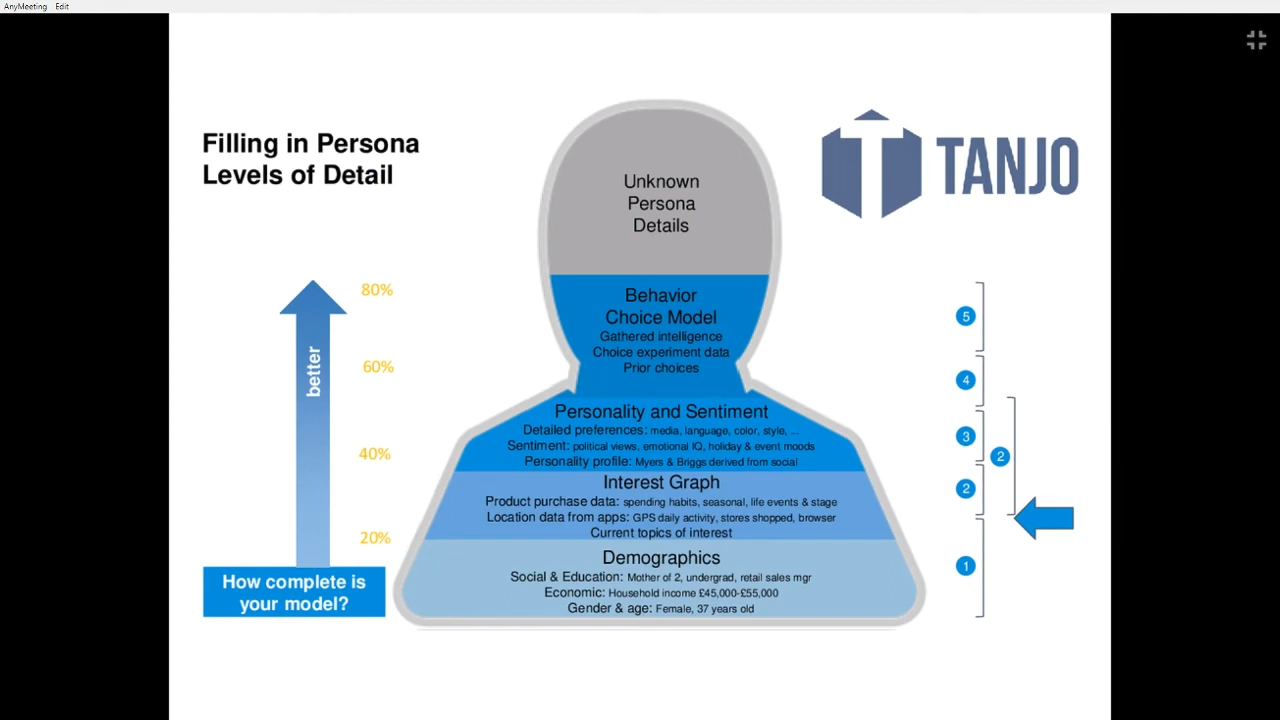 AnyMeeting Edit
Filling in Persona
Levels of Detail
TANJO
Unknown
Persona
Details
80%
60%
40%
20%
better
How complete is
your model?
Behavior
Choice Model
Gathered intelligence
Choice experiment data
Prior choices
Personality and Sentiment
Detailed preferences: media, language, color, style, ...
Sentiment: political views, emotional IQ, holiday & event moods
Personality profile: Myers & Briggs derived from social
Interest Graph
Product purchase data: spending habits, seasonal, life events & stage
Location data from apps: GPS daily activity, stores shopped, browser
Current topics of interest
Demographics
Social & Education: Mother of 2, undergrad, retail sales mgr
Economic: Household income £45,000-£55,000
Gender & age: Female, 37 years old
5
4
3
2
2
1